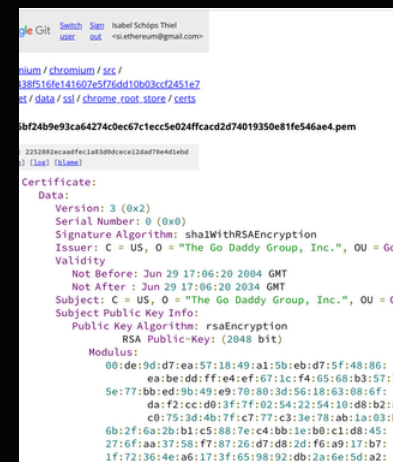 gle Git Switch user Sign out Isabel Schöps Thiel <si.ethereum@gmail.com>
mium / chromium / src /
338f516fe141607e5f76dd10b03ccf2451e7
et / data / ssl / chrome_root_store / certs
6bf24b9e93ca64274c0ec67c1ecc5e024ffcacd2d74019350e81fe546ae4.pem
2252802ecaadfec1a83d0dcece12dad70e4d1ebd
] [log] [blame]
Certificate:
Data:
Version: 3 (0x2)
Serial Number: 0 (0x0)
Signature Algorithm: sha1WithRSAEncryption
Issuer: C = US, O = "The Go Daddy Group, Inc.", OU = Go
Validity
Not Before: Jun 29 17:06:20 2004 GMT
Not After : Jun 29 17:06:20 2034 GMT
Subject: C = US, O = "The Go Daddy Group, Inc.", OU =
Subject Public Key Info:
Public Key Algorithm: rsaEncryption
RSA Public-Key: (2048 bit)
Modulus:
00:de:9d:d7:ea:57:18:49:a1:5b:eb:d7:5f:48:86:
ea:be:dd:ff:e4:ef:67:1c:f4:65:68:b3:57:
5e:77:bb:ed:9b:49:e9:70:80:3d:56:18:63:08:6f:
da:f2:cc:d0:3f:7f:02:54:22:54:10:d8:b2:
c0:75:3d:4b:7f:c7:77:c3:3e:78:ab:1a:03:
6b:2f:6a:2b:b1:c5:88:7e:c4:bb:1e:b0:c1:d8:45:
27:6f:aa:37:58:f7:87:26:d7:d8:2d:f6:a9:17:b7:
1f:72:36:4e:a6:17:3f:65:98:92:db:2a:6e:5d:a2: